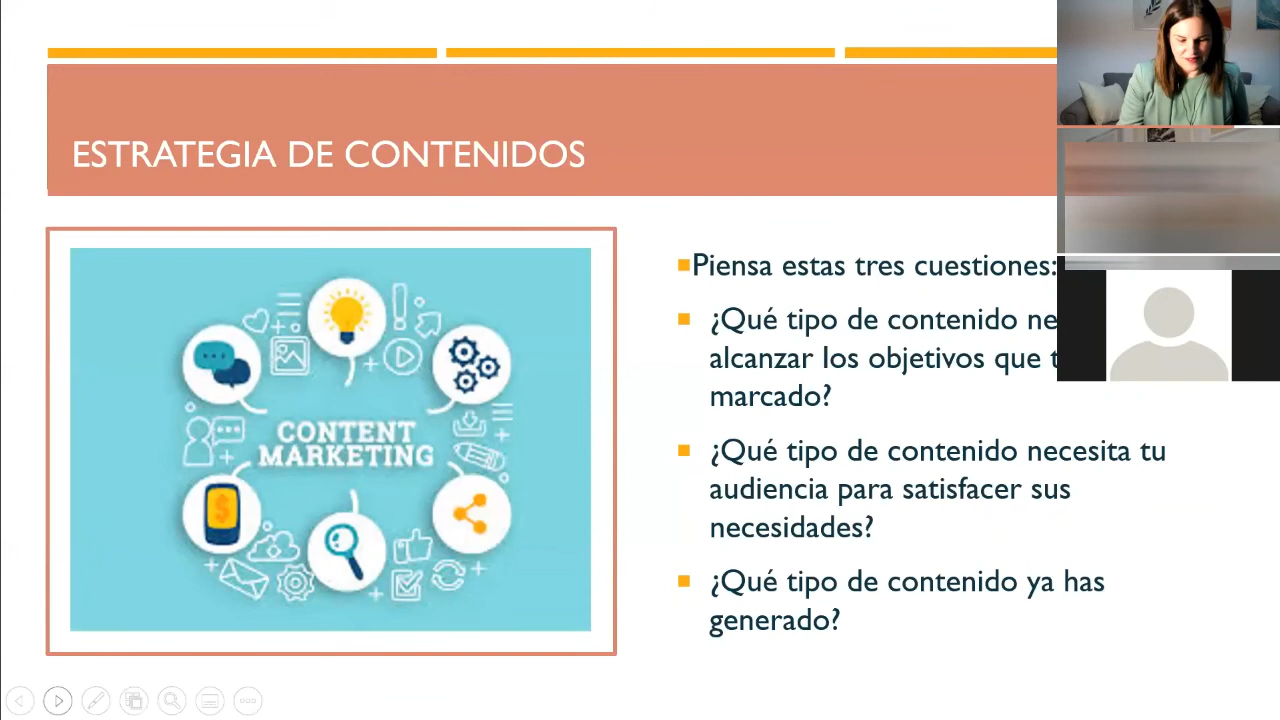 ESTRATEGIA DE CONTENIDOS
CONTENT
MARKETING
$
Piensa estas tres cuestiones:
¿Qué tipo de contenido
alcanzar los objetivos que
marcado?
¿Qué tipo de contenido necesita tu
audiencia para satisfacer sus
necesidades?
¿Qué tipo de contenido ya has
generado?